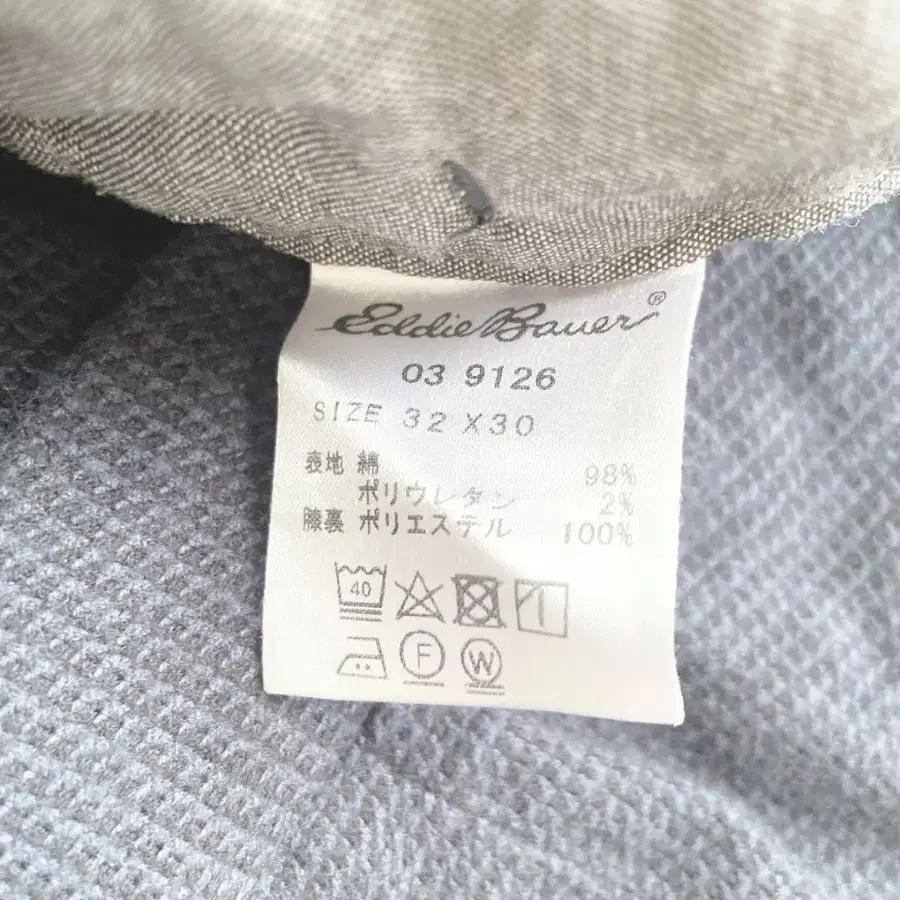 Eddie Bauer®
03 9126
SIZE 32 X30
表地 綿 98%
ポリウレタン 2%
膝裏 ポリエステル 100%
40
F W